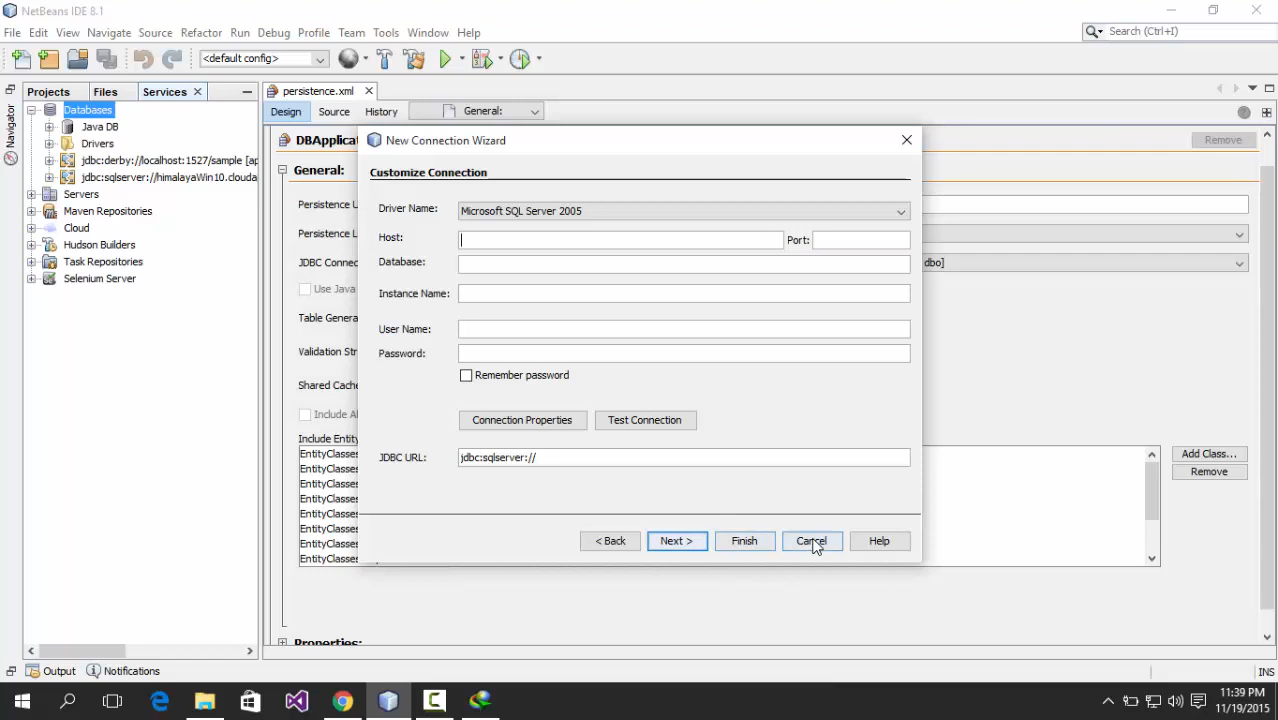 NetBeans IDE 8.1
File Edit View Navigate Source Refactor Run Debug Profile Team Tools Window Help
Search (Ctrl+I)
<default config>
Projects Files Services
persistence.xml
Navigator
Design Source History General:
Databases
Java DB
Drivers
jdbc:derby://localhost:1527/sample [ap
jdbc:sqlserver://himalayaWin10.clouda
Servers
Maven Repositories
Cloud
Hudson Builders
Task Repositories
Selenium Server
DBApplicat
Remove
General:
Persistence U
Persistence L
JDBC Connec
dbo]
Use Java
Table Genera
Validation Str
Shared Cache
Include Al
Include Entity
EntityClasses
EntityClasses
EntityClasses
EntityClasses
EntityClasses
EntityClasses
EntityClasses
EntityClasses
Add Class...
Remove
Properties:
New Connection Wizard
Customize Connection
Driver Name: Microsoft SQL Server 2005
Host:
Port:
Database:
Instance Name:
User Name:
Password:
Remember password
Connection Properties Test Connection
JDBC URL: jdbc:sqlserver://
< Back Next > Finish Cancel Help
Output Notifications
INS
11:39 PM
11/19/2015